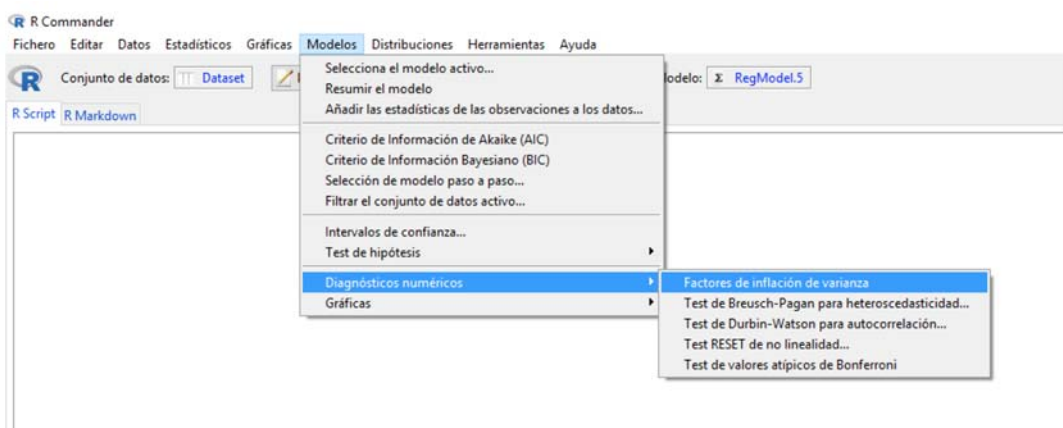 R Commander
Fichero Editar Datos Estadísticos Gráficas Modelos Distribuciones Herramientas Ayuda
R Conjunto de datos: Dataset Modelo: Σ RegModel.5
R Script R Markdown
Selecciona el modelo activo...
Resumir el modelo
Añadir las estadísticas de las observaciones a los datos...
Criterio de Información de Akaike (AIC)
Criterio de Información Bayesiano (BIC)
Selección de modelo paso a paso...
Filtrar el conjunto de datos activo...
Intervalos de confianza...
Test de hipótesis
Diagnósticos numéricos
Gráficas
Factores de inflación de varianza
Test de Breusch-Pagan para heteroscedasticidad...
Test de Durbin-Watson para autocorrelación...
Test RESET de no linealidad...
Test de valores atípicos de Bonferroni